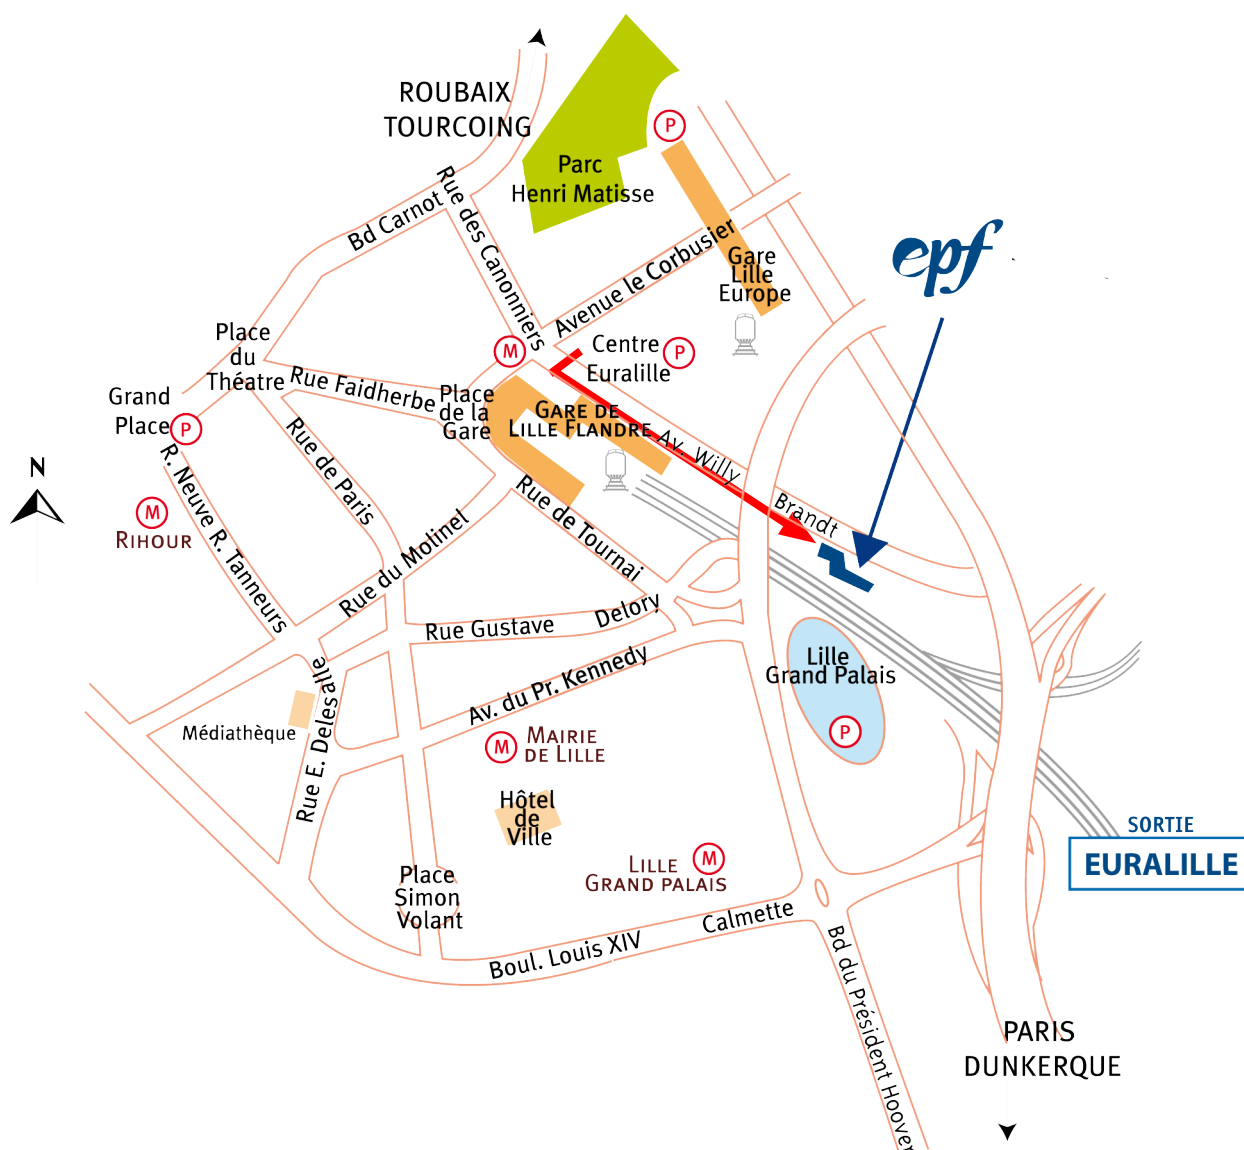 ROUBAIX
TOURCOING
P
Parc
Henri Matisse
Rue des Canonniers
Bd Carnot
Avenue le Corbusier
Gare
Lille
Europe
epf
Place
du
Théatre
M
Centre
Euralille
P
Rue Faidherbe
Place
de la
Gare
GARE DE
LILLE FLANDRE
Grand
Place
P
Av. Willy
Brandt
N
R. Neuve R. Tanneurs
Rue de Paris
M
RIHOUR
Rue du Molinel
Rue de Tournai
Rue Gustave
Delory
Av. du Pr. Kennedy
Lille
Grand Palais
P
Médiathèque
Rue E. Delesalle
M
MAIRIE
DE LILLE
Hôtel
de
Ville
SORTIE
EURALILLE
LILLE
GRAND PALAIS
M
Place
Simon
Volant
Boul. Louis XIV
Calmette
Bd du Président Hoover
PARIS
DUNKERQUE